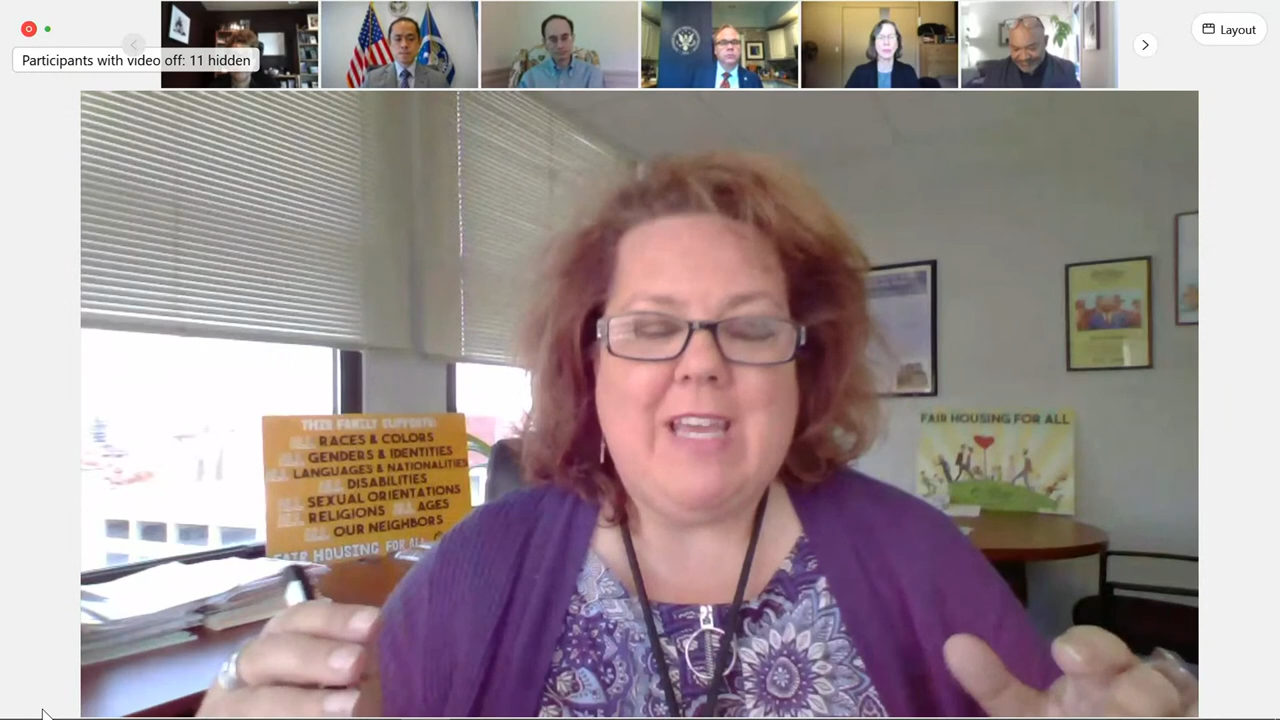 Layout
Participants with video off: 11 hidden
THIS FAMILY SUPPORTS:
ALL RACES & COLORS
ALL GENDERS & IDENTITIES
ALL LANGUAGES & NATIONALITIES
ALL DISABILITIES
ALL SEXUAL ORIENTATIONS
ALL RELIGIONS ALL AGES
ALL OUR NEIGHBORS
FAIR HOUSING FOR ALL
FAIR HOUSING FOR ALL